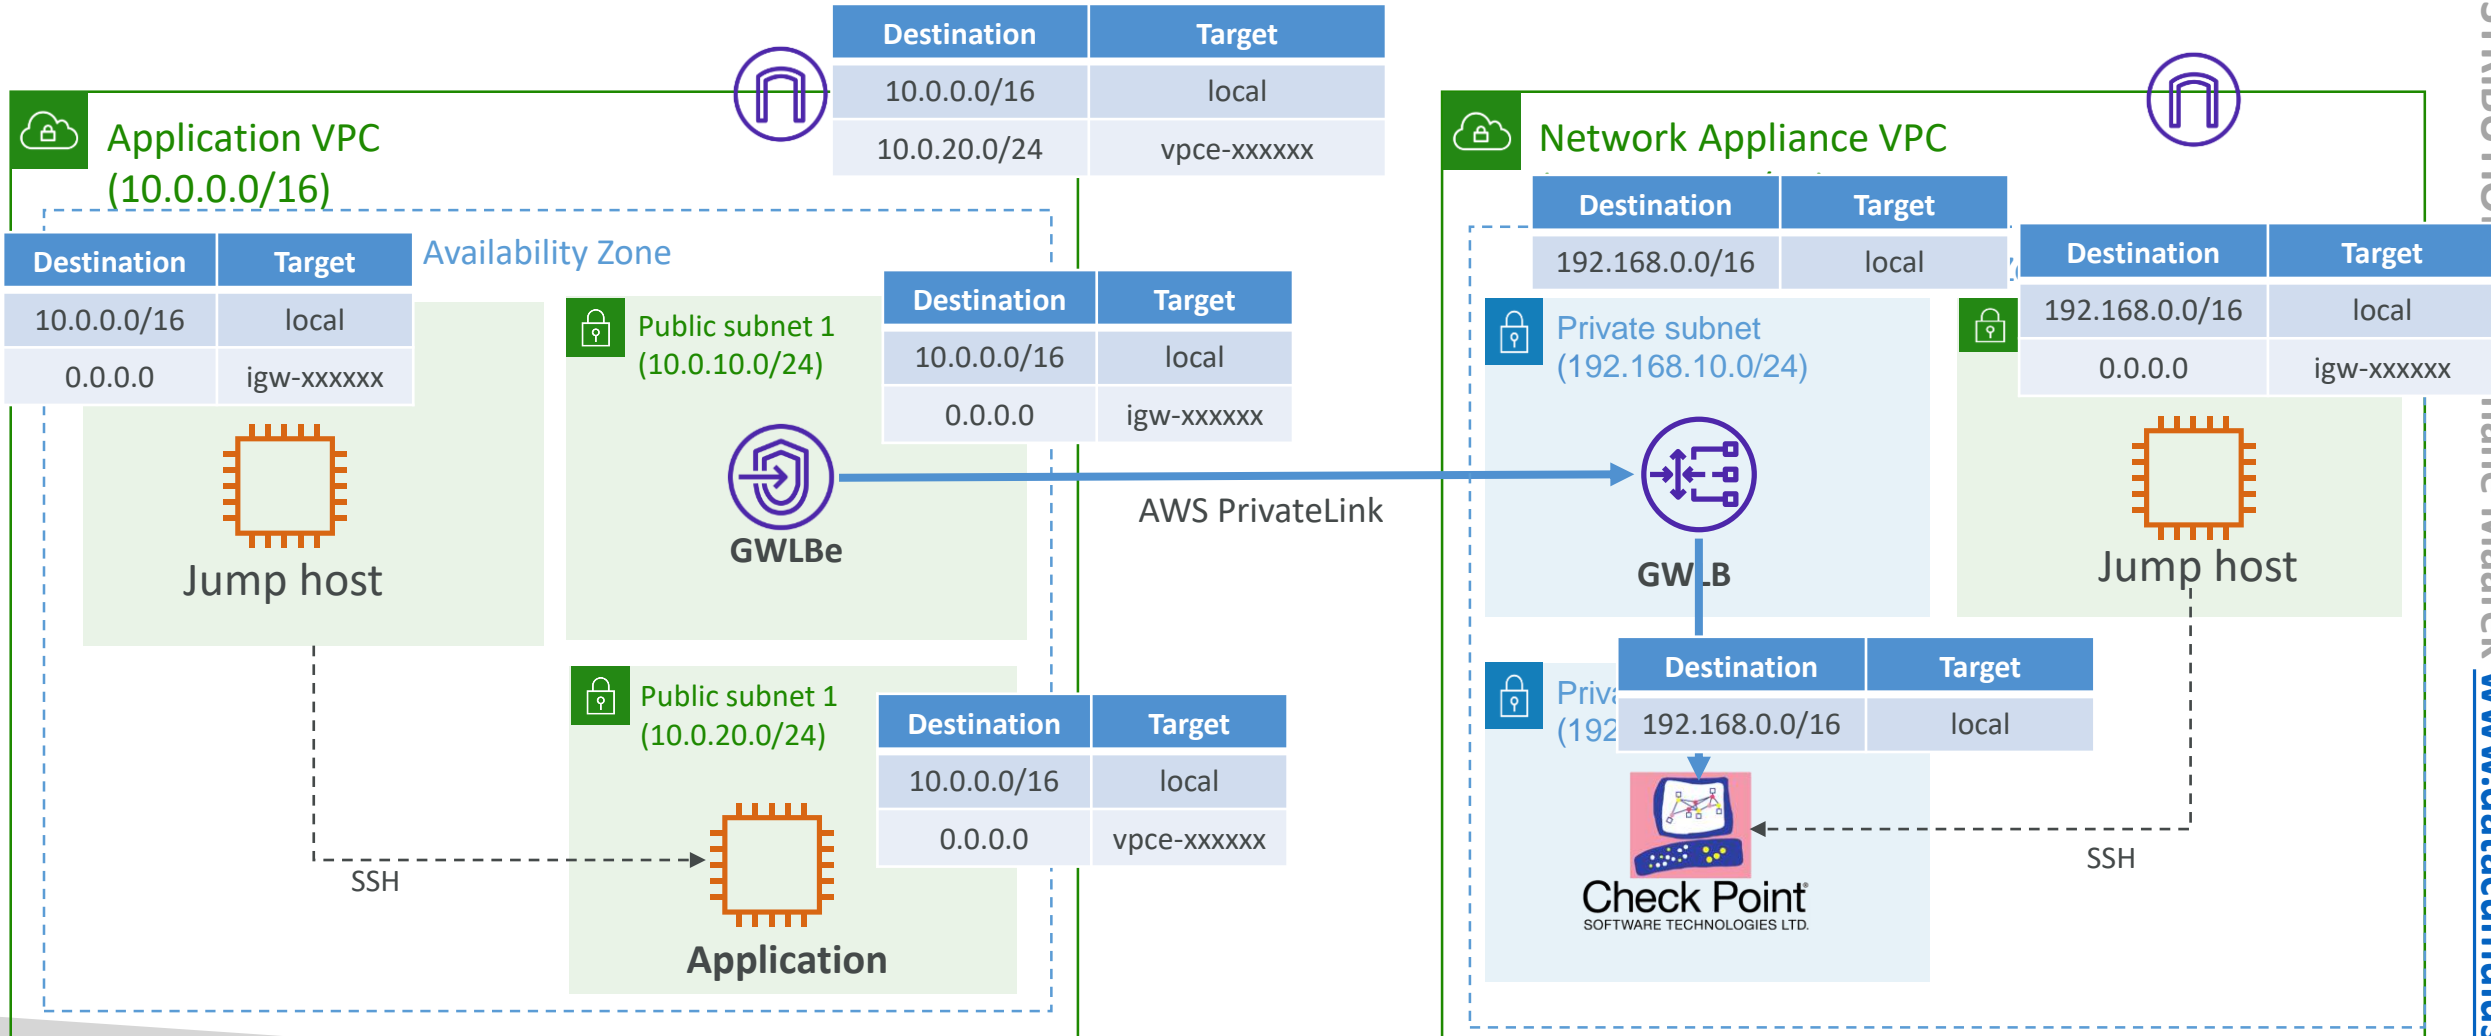 Destination Target
10.0.0.0/16 local
10.0.20.0/24 vpce-xxxxxx
Application VPC
(10.0.0.0/16)
Availability Zone
Destination Target
10.0.0.0/16 local
0.0.0.0 igw-xxxxxx
Jump host
SSH
Public subnet 1
(10.0.10.0/24)
Destination Target
10.0.0.0/16 local
0.0.0.0 igw-xxxxxx
GWLBe
AWS PrivateLink
Public subnet 1
(10.0.20.0/24)
Destination Target
10.0.0.0/16 local
0.0.0.0 vpce-xxxxxx
Application
Network Appliance VPC
Destination Target
192.168.0.0/16 local
Private subnet
(192.168.10.0/24)
GWLB
Destination Target
192.168.0.0/16 local
0.0.0.0 igw-xxxxxx
Jump host
SSH
Destination Target
192.168.0.0/16 local
Check Point
SOFTWARE TECHNOLOGIES LTD.
Maarek